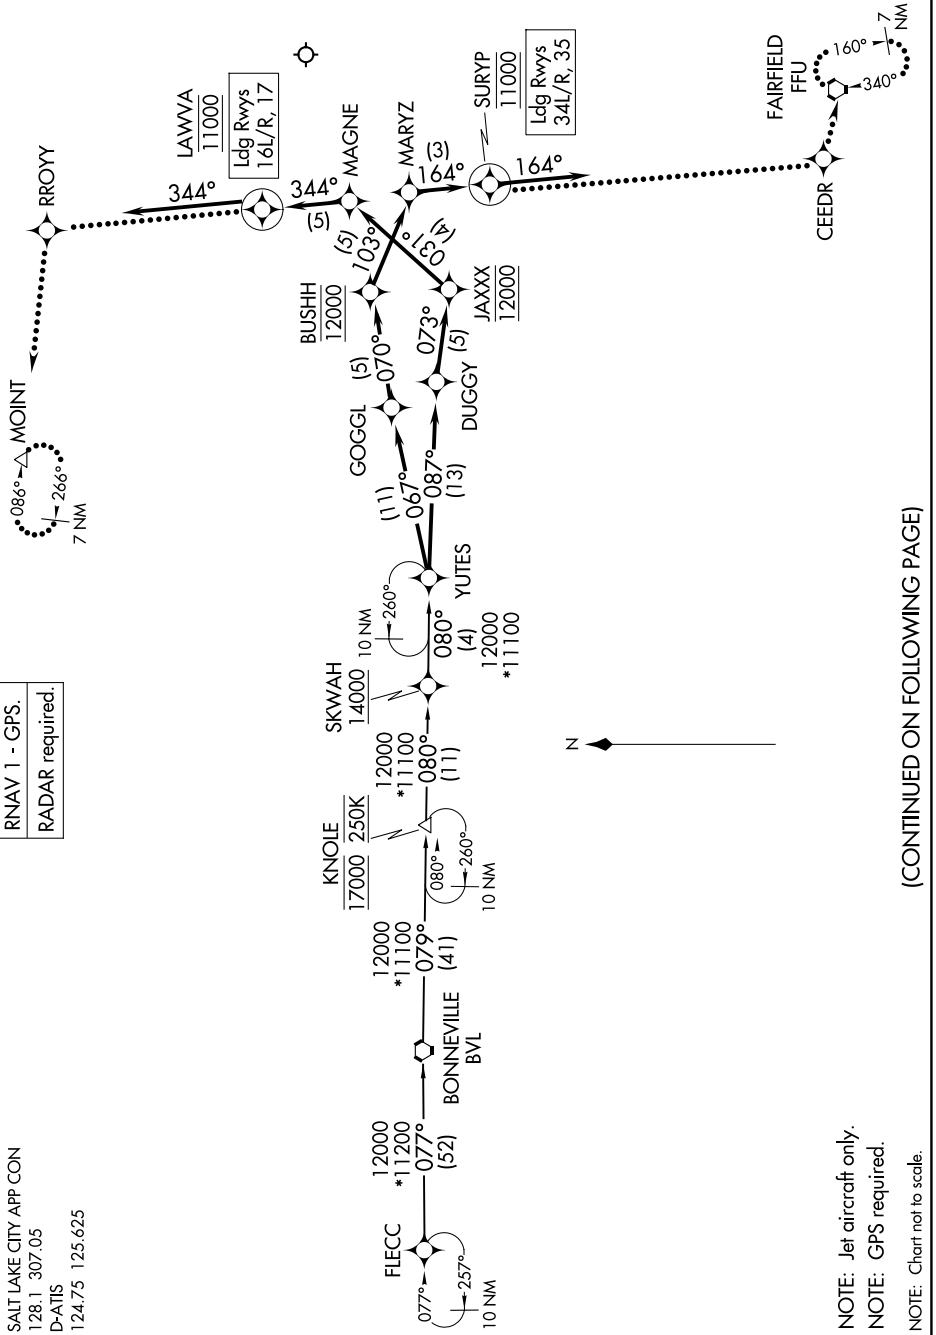 SALT LAKE CITY APP CON
128.1 307.05
D-ATIS
124.75 125.625
RNAV 1 - GPS.
RADAR required.
086°
266°
7 NM
MOINT
RROYY
LAWVA
11000
Ldg Rwys
16L/R, 17
344°
344°
(5)
MAGNE
MARYZ
(3)
164°
SURYP
11000
Ldg Rwys
34L/R, 35
164°
CEEDR
FAIRFIELD
FFU
160°
340°
7
NM
FLECC
077°
257°
10 NM
12000
*11200
077°
(52)
BONNEVILLE
BVL
12000
*11100
079°
(41)
KNOLE
17000 250K
080°
260°
10 NM
12000
*11100
080°
(11)
SKWAH
14000
080°
(4)
12000
*11100
10 NM
260°
YUTES
(11)
067°
GOGGL
(5)
070°
BUSHH
12000
(5)
103°
087°
(13)
DUGGY
073°
(5)
JAXXX
12000
031°
(4)
N
NOTE: Jet aircraft only.
NOTE: GPS required.
NOTE: Chart not to scale.
(CONTINUED ON FOLLOWING PAGE)